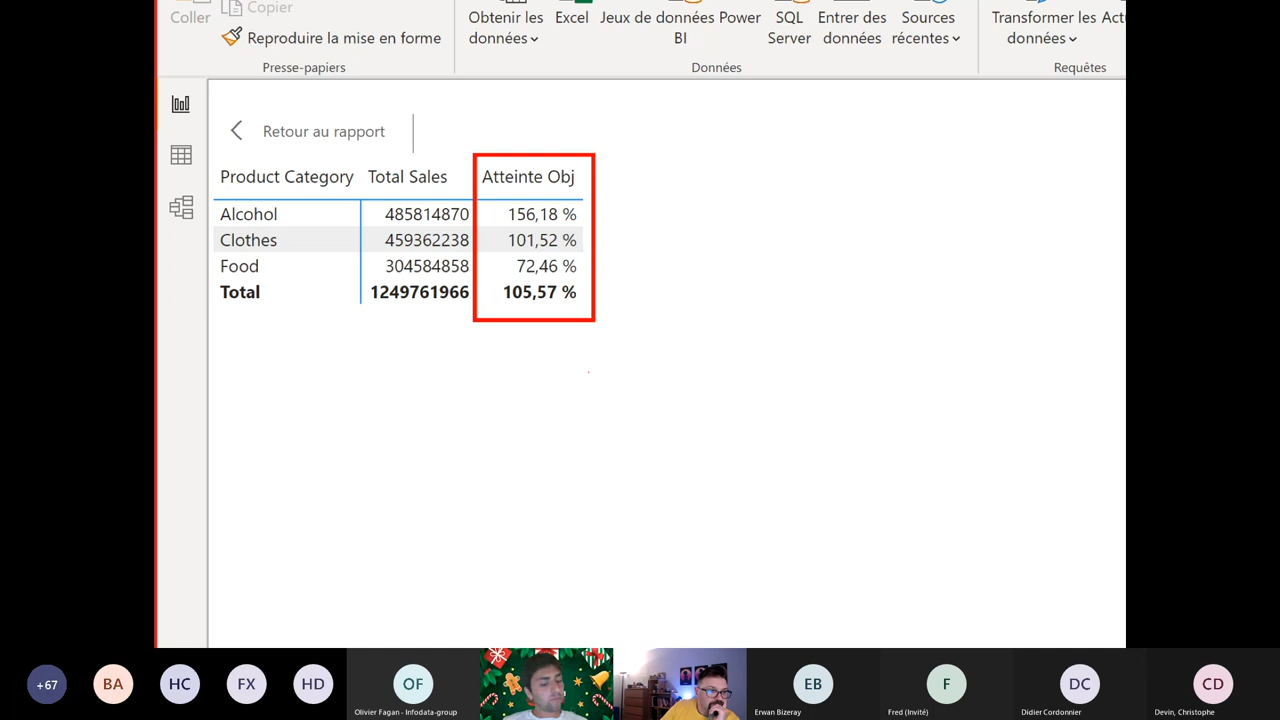 Coller
Copier
Reproduire la mise en forme
Presse-papiers
Obtenir les données
Excel
Jeux de données Power BI
SQL Server
Entrer des données
Sources récentes
Données
Transformer les données
Actu
Requêtes
Retour au rapport
Product Category Total Sales Atteinte Obj
Alcohol 485814870 156,18 %
Clothes 459362238 101,52 %
Food 304584858 72,46 %
Total 1249761966 105,57 %
+67
BA
HC
FX
HD
OF
Olivier Fagan - Infodata-group
EB
Erwan Bizeray
F
Fred (Invité)
DC
Didier Cordonnier
CD
Devin, Christophe